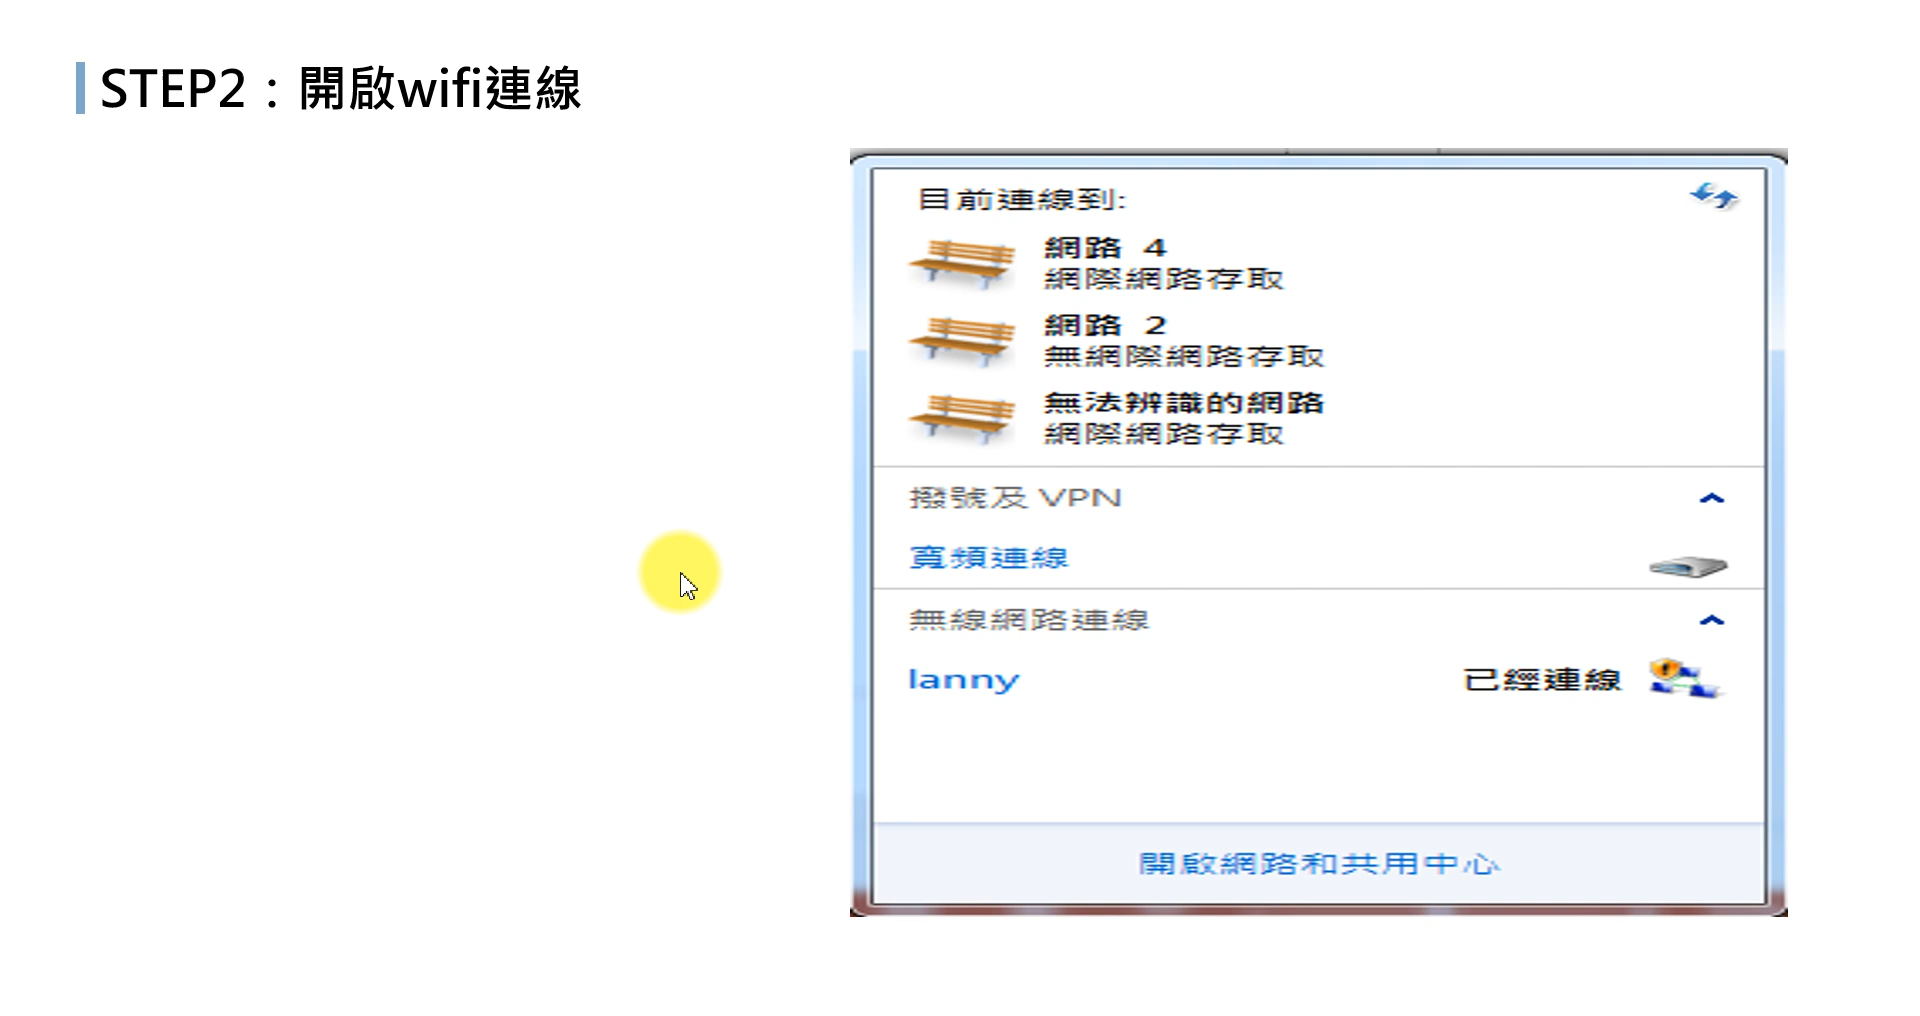 STEP2：開啟wifi連線
目前連線到:
網路 4
網際網路存取
網路 2
無網際網路存取
無法辨識的網路
網際網路存取
撥號及 VPN
寬頻連線
無線網路連線
lanny 已經連線
開啟網路和共用中心